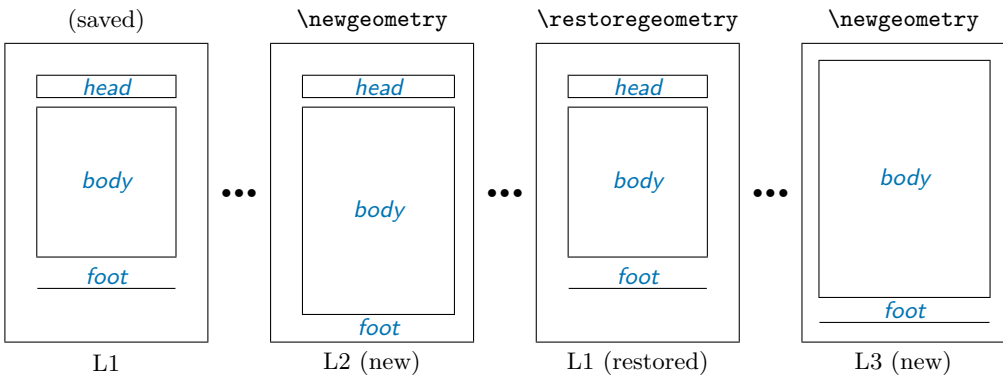 (saved)
\newgeometry
\restoregeometry
\newgeometry
head
head
head
body
body
body
body
•••
•••
•••
foot
foot
foot
foot
L1
L2 (new)
L1 (restored)
L3 (new)